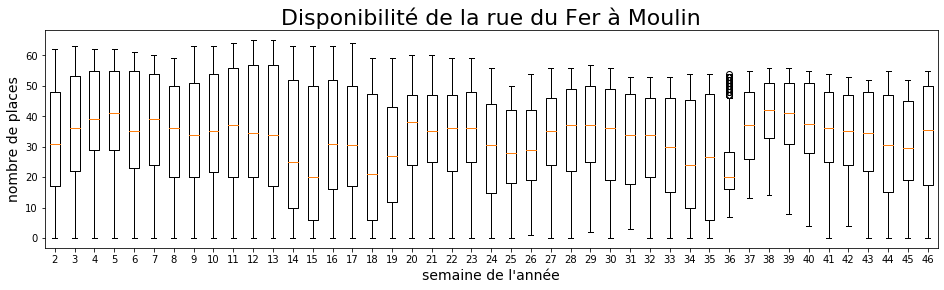 Disponibilité de la rue du Fer à Moulin
nombre de places
60
50
40
30
20
10
0
2 3 4 5 6 7 8 9 10 11 12 13 14 15 16 17 18 19 20 21 22 23 24 25 26 27 28 29 30 31 32 33 34 35 36 37 38 39 40 41 42 43 44 45 46
semaine de l'année